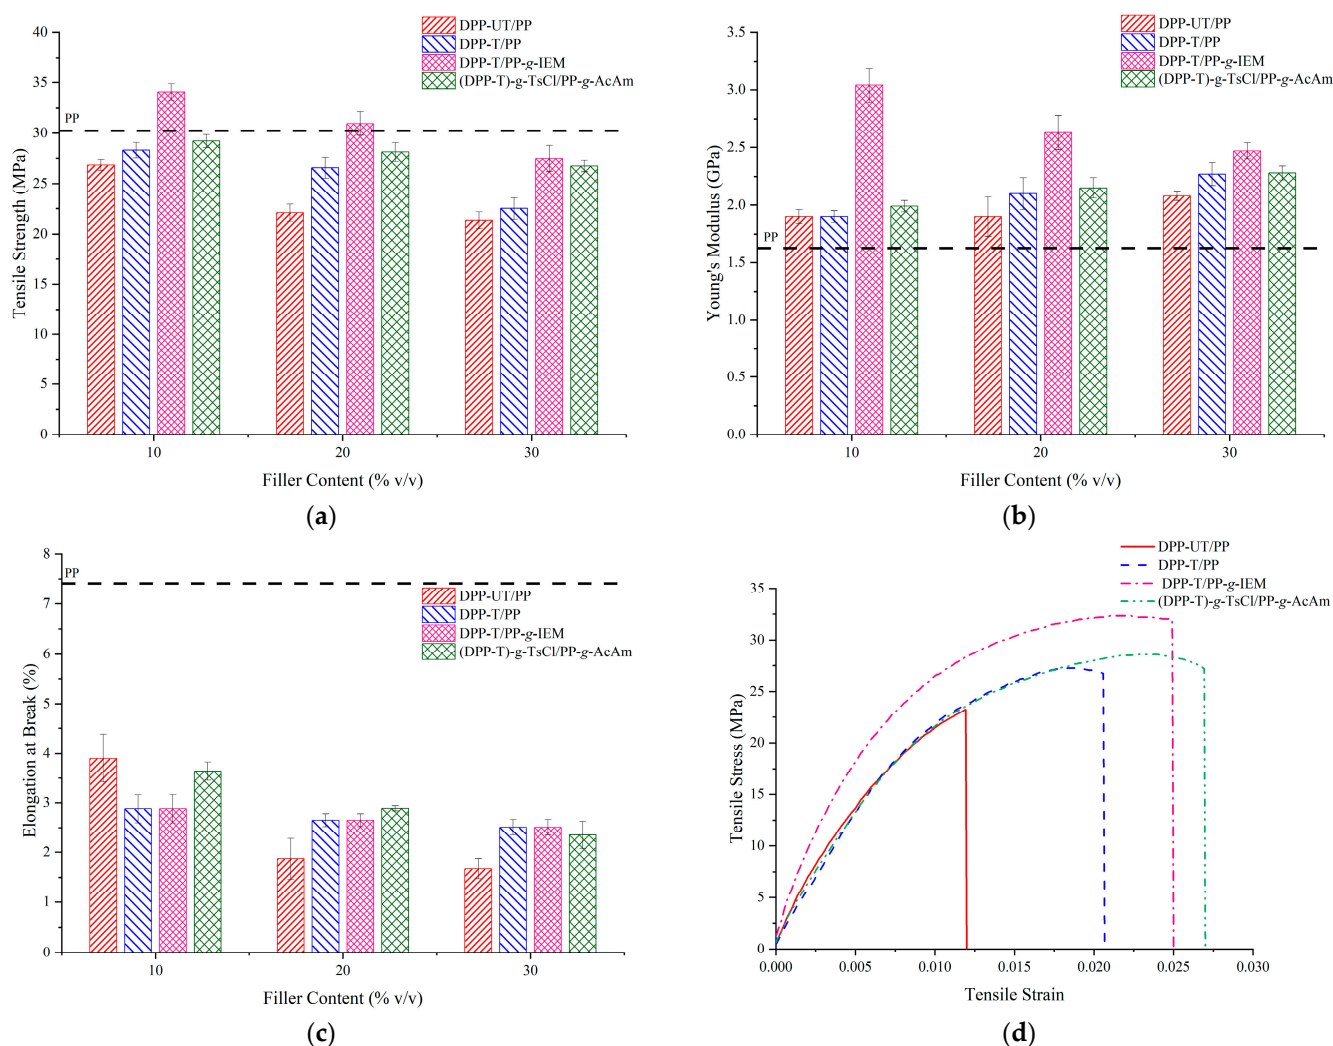 DPP-UT/PP
DPP-T/PP
DPP-T/PP-g-IEM
(DPP-T)-g-TsCl/PP-g-AcAm
40
35
30
25
20
15
10
5
0
PP
Tensile Strength (MPa)
10
20
30
Filler Content (% v/v)
(a)
DPP-UT/PP
DPP-T/PP
DPP-T/PP-g-IEM
(DPP-T)-g-TsCl/PP-g-AcAm
3.5
3.0
2.5
2.0
1.5
1.0
0.5
0.0
PP
Young's Modulus (GPa)
10
20
30
Filler Content (% v/v)
(b)
8
7
6
5
4
3
2
1
0
PP
DPP-UT/PP
DPP-T/PP
DPP-T/PP-g-IEM
(DPP-T)-g-TsCl/PP-g-AcAm
Elongation at Break (%)
10
20
30
Filler Content (% v/v)
(c)
DPP-UT/PP
DPP-T/PP
DPP-T/PP-g-IEM
(DPP-T)-g-TsCl/PP-g-AcAm
35
30
25
20
15
10
5
0
Tensile Stress (MPa)
0.000
0.005
0.010
0.015
0.020
0.025
0.030
Tensile Strain
(d)